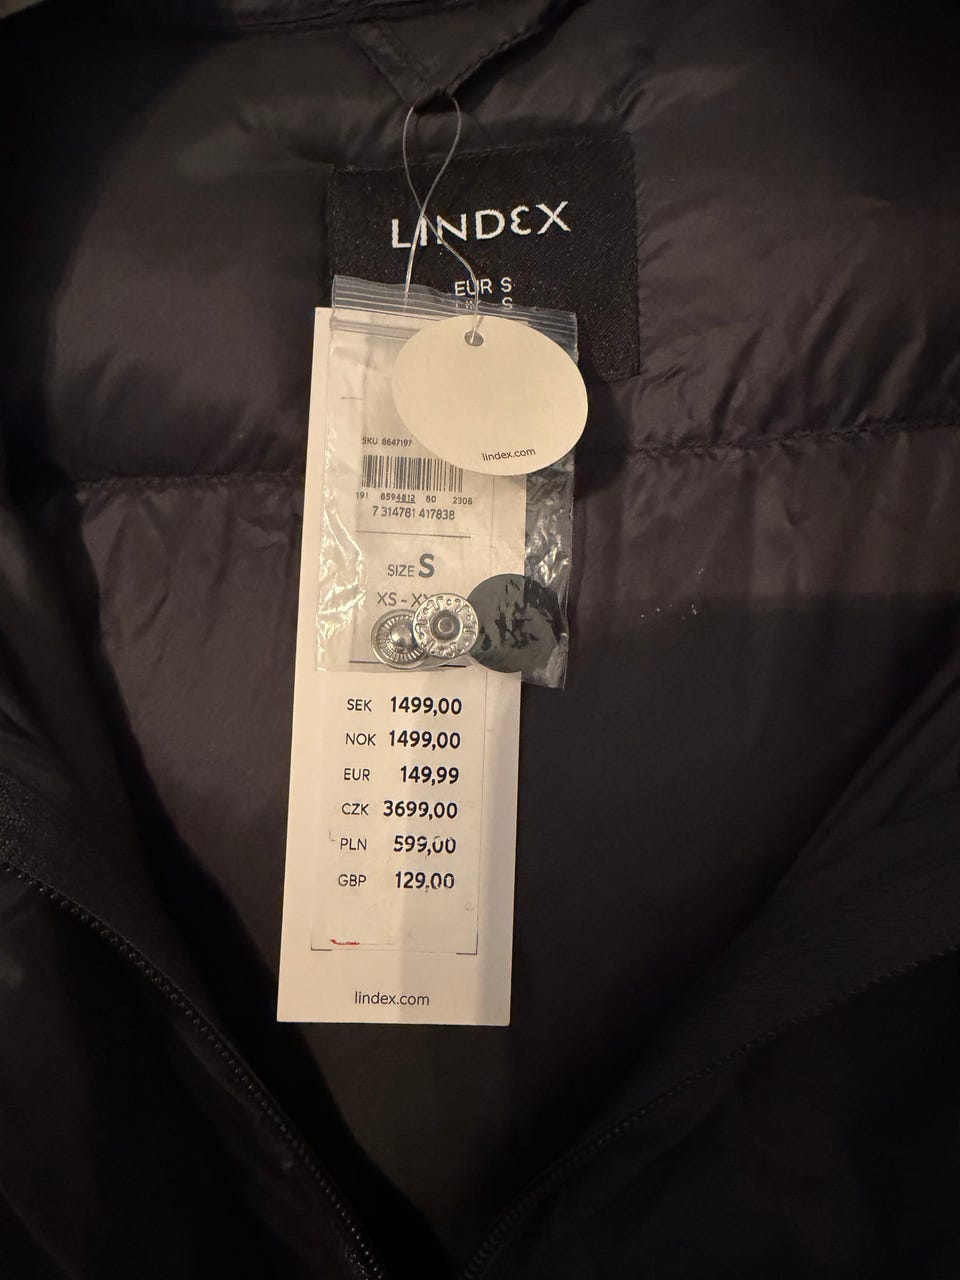 LINDEX
EUR S
S
lindex.com
SKU 8647197
191 8594812 60 2308
7 314781 417838
SIZE S
SEK 1499,00
NOK 1499,00
EUR 149,99
CZK 3699,00
PLN 599,00
GBP 129.00
lindex.com